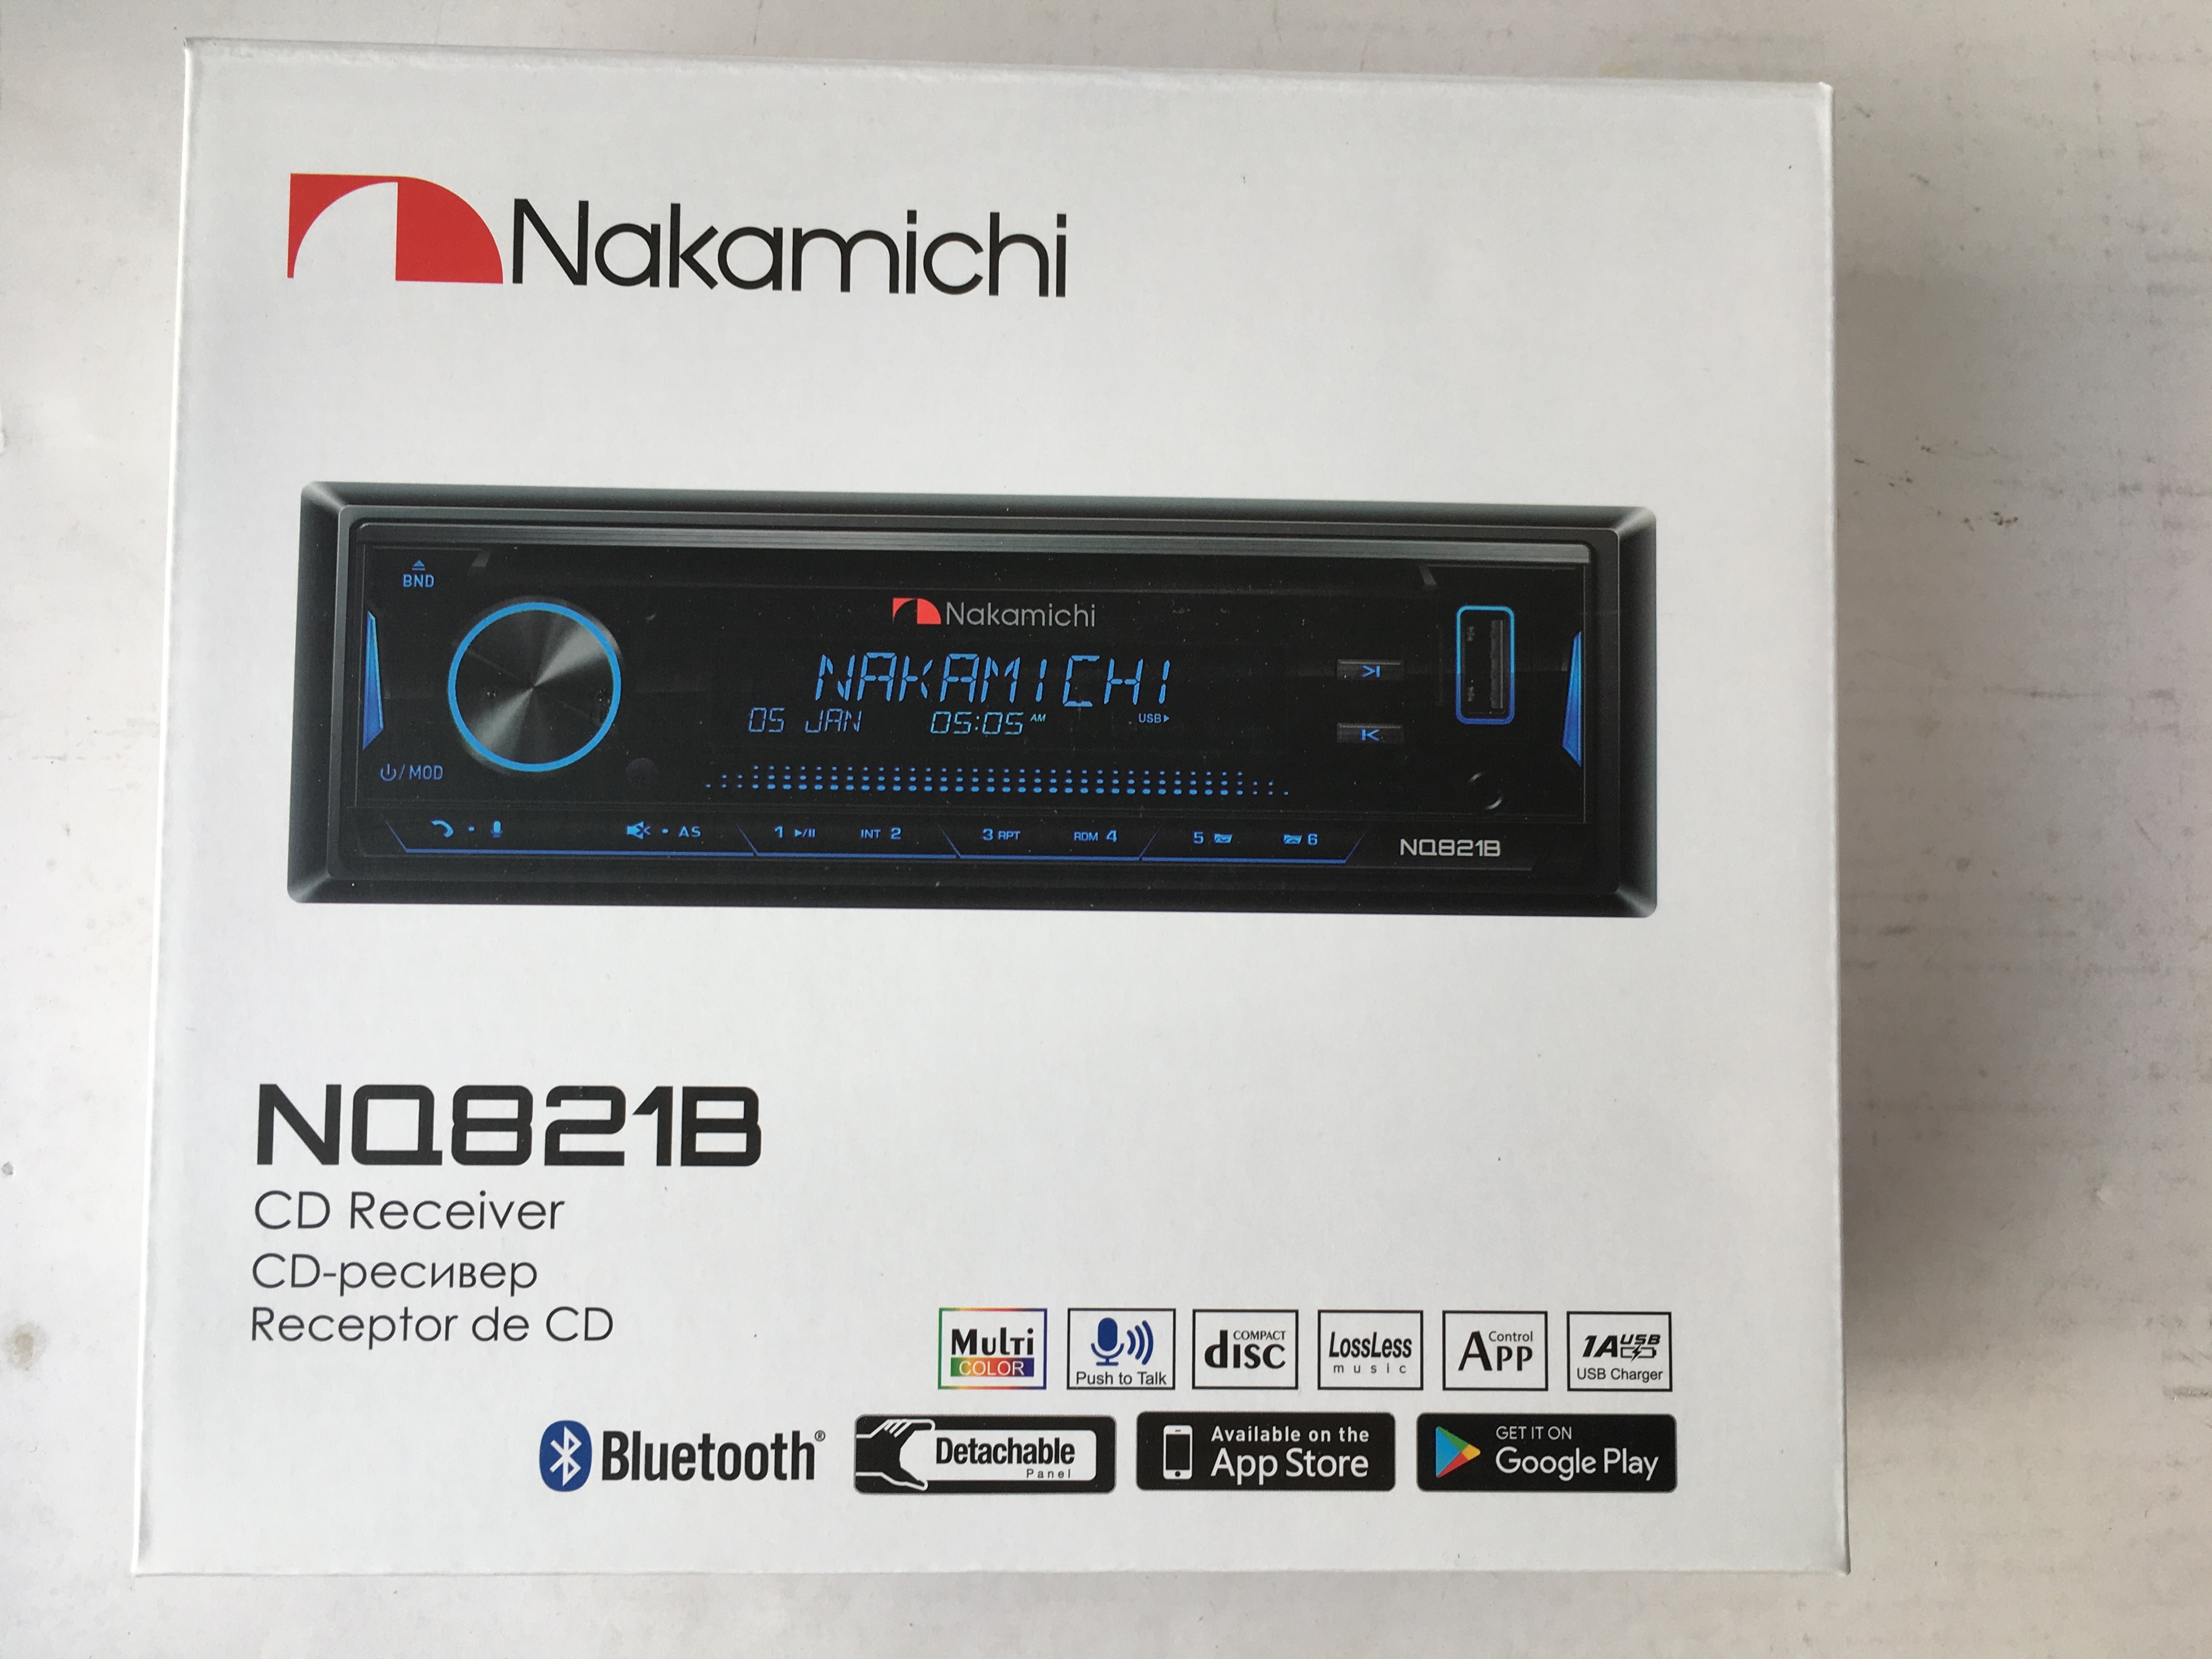 Nakamichi
BND
Nakamichi
NAKAMICHI
05 JAN 05:05 AM USB
/MOD
AS 1 INT 2 3 RPT RDM 4 5 6
NQ821B
NQ821B
CD Receiver
CD-ресивер
Receptor de CD
Multi COLOR
Push to Talk
COMPACT disc
LossLess music
Control APP
1A USB
USB Charger
Bluetooth®
Detachable Panel
Available on the App Store
GET IT ON Google Play